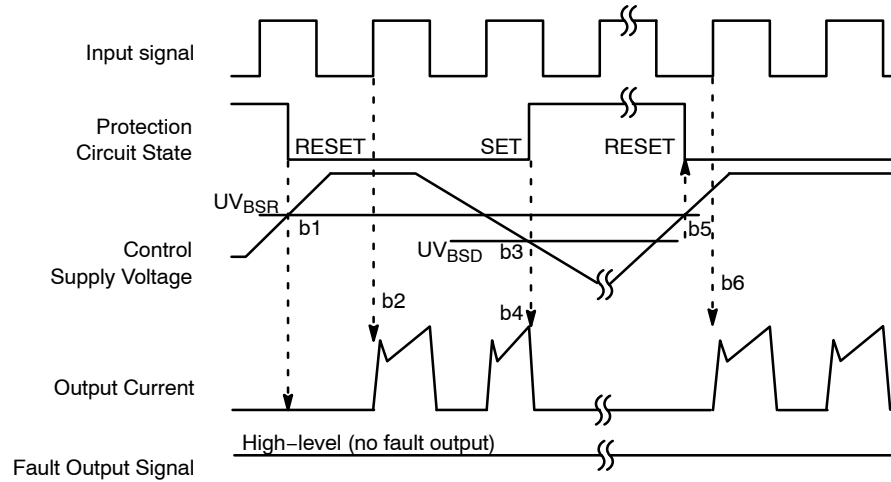 Input signal
Protection
Circuit State
RESET
SET
RESET
UVBSR
b1
b3
b5
UVBSD
Control
Supply Voltage
b2
b4
b6
Output Current
High–level (no fault output)
Fault Output Signal